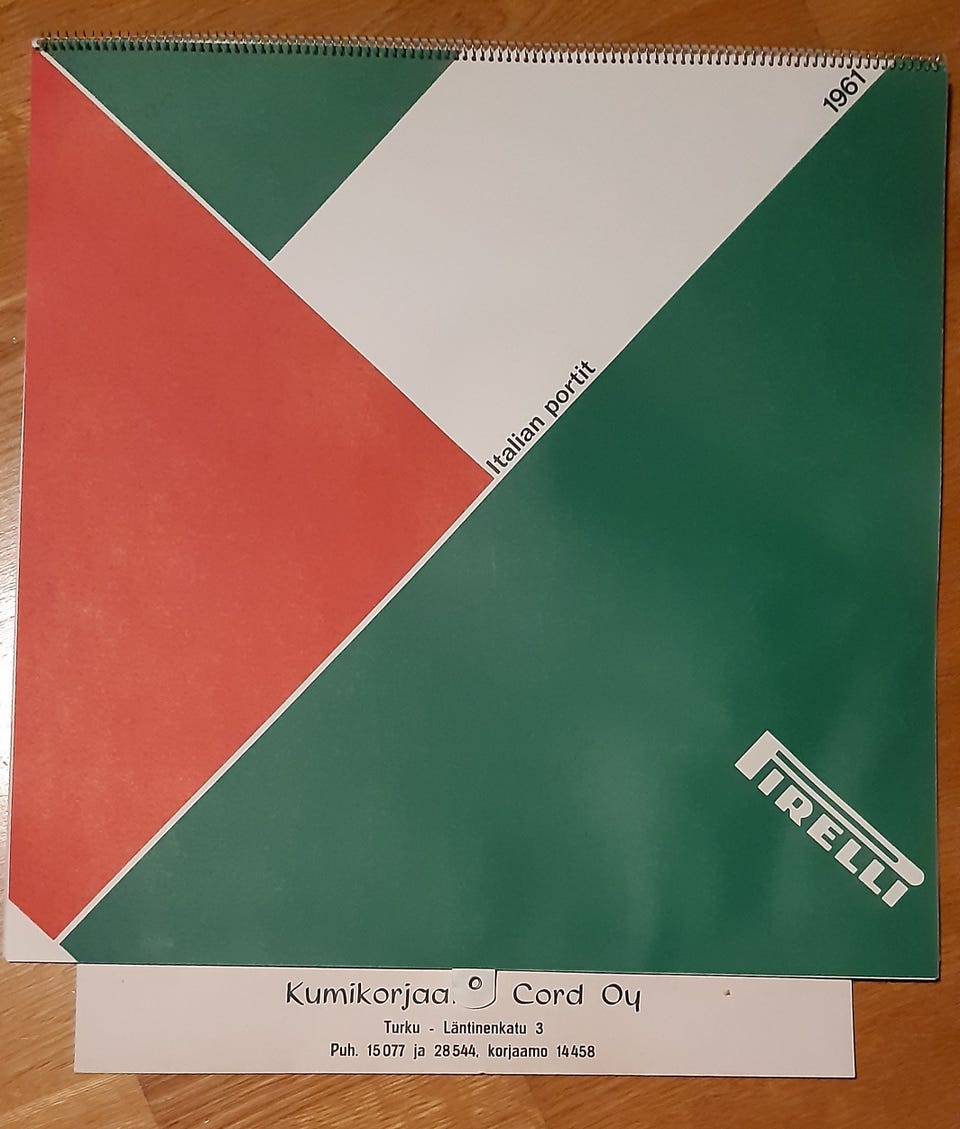 1961
Italian portit
PIRELLI
Cord Oy
Turku - Läntinenkatu 3
Puh. 15077 ja 28544, korjaamo 14458